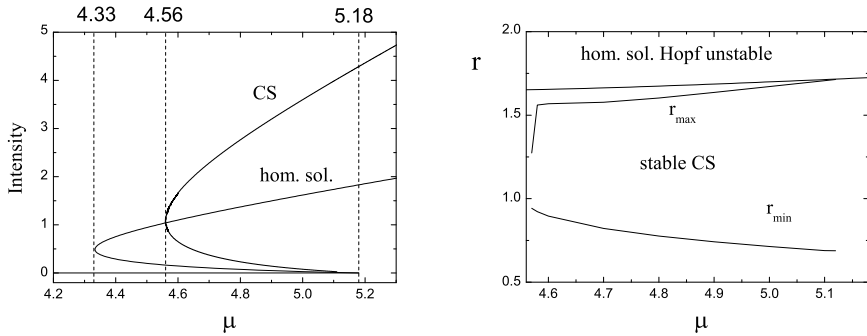 4.33 4.56 5.18
5
4
3
2
1
0
Intensity
CS
hom. sol.
4.2 4.4 4.6 4.8 5.0 5.2
μ
2.0
1.5
1.0
0.5
r
hom. sol. Hopf unstable
r_max
stable CS
r_min
4.6 4.7 4.8 4.9 5.0 5.1
μ